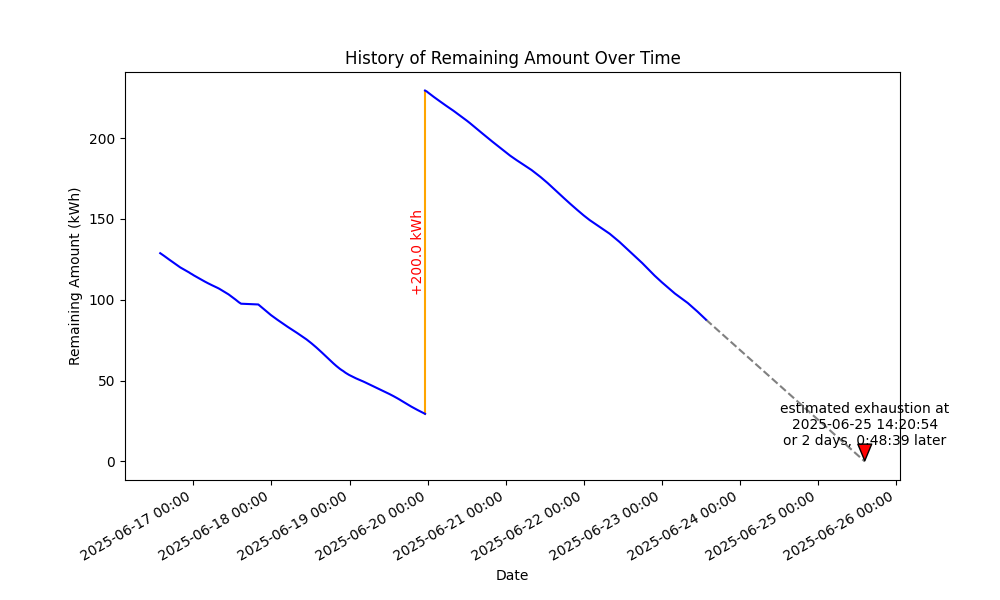 History of Remaining Amount Over Time
Remaining Amount (kWh)
200
150
100
50
0
+200.0 kWh
estimated exhaustion at
2025-06-25 14:20:54
or 2 days, 0:48:39 later
2025-06-17 00:00
2025-06-18 00:00
2025-06-19 00:00
2025-06-20 00:00
2025-06-21 00:00
2025-06-22 00:00
2025-06-23 00:00
2025-06-24 00:00
2025-06-25 00:00
2025-06-26 00:00
Date